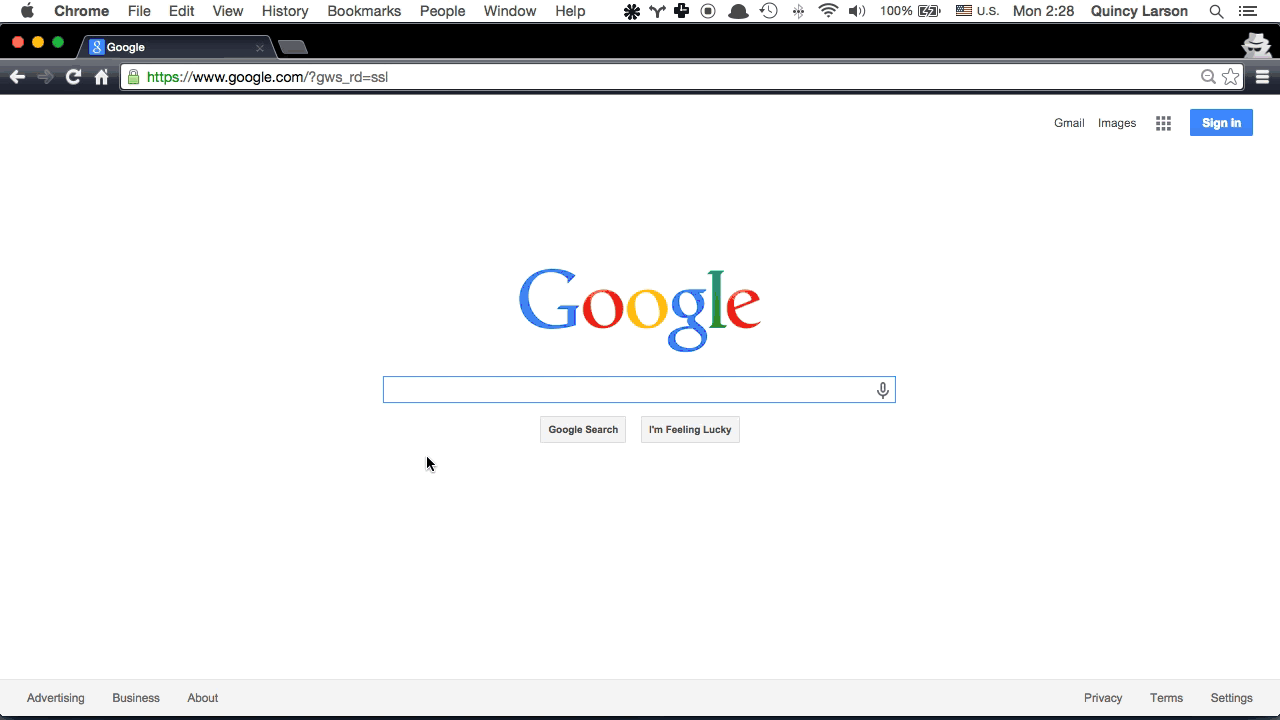 Chrome File Edit View History Bookmarks People Window Help 100% U.S. Mon 2:28 Quincy Larson
Google
https://www.google.com/?gws_rd=ssl
Gmail Images Sign in
Google
Google Search I'm Feeling Lucky
Advertising Business About Privacy Terms Settings